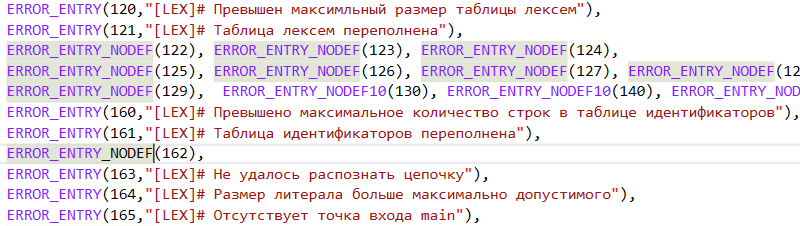 ERROR_ENTRY(120,"[LEX]# Превышен максимльный размер таблицы лексем"),
ERROR_ENTRY(121,"[LEX]# Таблица лексем переполнена"),
ERROR_ENTRY_NODEF(122), ERROR_ENTRY_NODEF(123), ERROR_ENTRY_NODEF(124),
ERROR_ENTRY_NODEF(125), ERROR_ENTRY_NODEF(126), ERROR_ENTRY_NODEF(127), ERROR_ENTRY_NODEF(12
ERROR_ENTRY_NODEF(129), ERROR_ENTRY_NODEF10(130), ERROR_ENTRY_NODEF10(140), ERROR_ENTRY_NOD
ERROR_ENTRY(160,"[LEX]# Превышено максимальное количество строк в таблице идентификаторов"),
ERROR_ENTRY(161,"[LEX]# Таблица идентификаторов переполнена"),
ERROR_ENTRY_NODEF(162),
ERROR_ENTRY(163,"[LEX]# Не удалось распознать цепочку"),
ERROR_ENTRY(164,"[LEX]# Размер литерала больше максимально допустимого"),
ERROR_ENTRY(165,"[LEX]# Отсутствует точка входа main"),